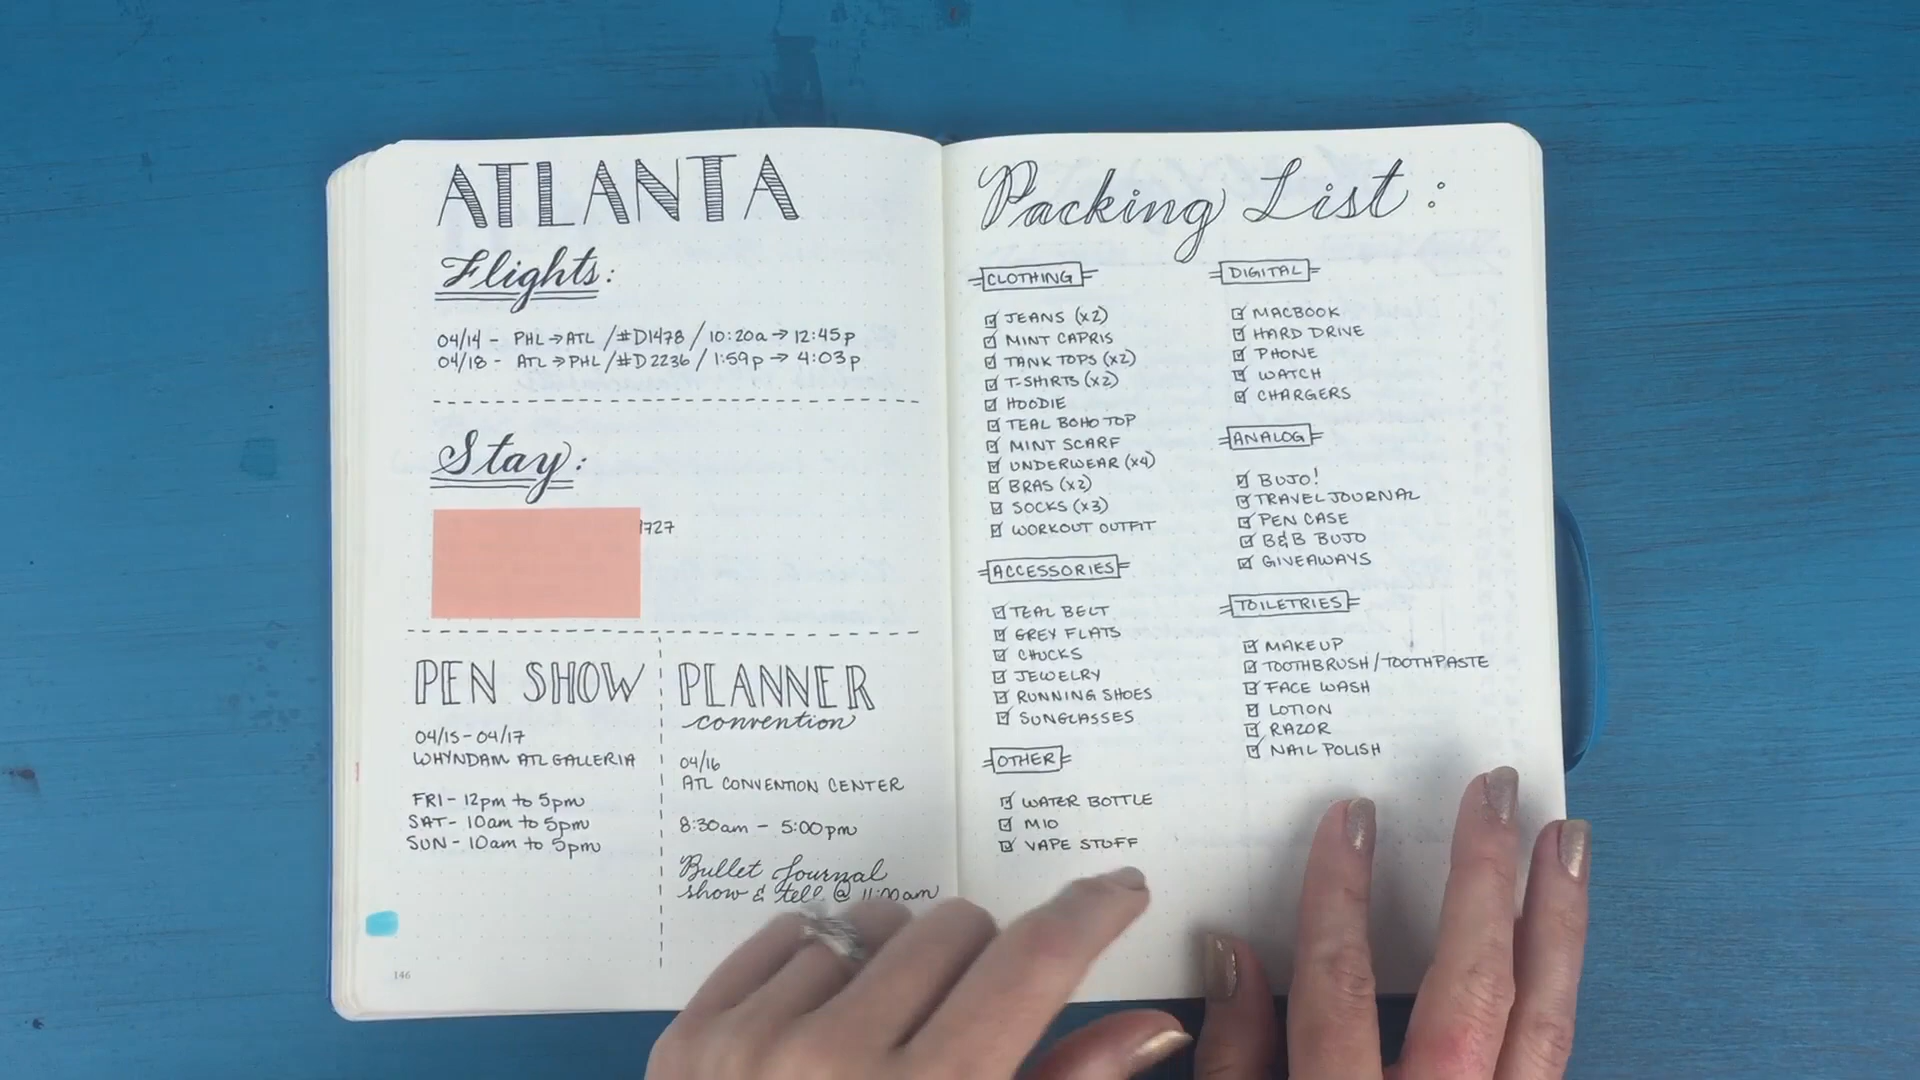 ATLANTA
Flights:
04/14 - PHL → ATL / #D1478 / 10:20a → 12:45p
04/18 - ATL → PHL / #D2236 / 1:59p → 4:03p
Stay:
1727
PEN SHOW
04/15 - 04/17
WHYNDAM ATL GALLERIA
FRI - 12pm to 5pm
SAT - 10am to 5pm
SUN - 10am to 5pm
146
PLANNER
convention
04/16
ATL CONVENTION CENTER
8:30am - 5:00pm
Bullet Journal
show & tell @ 11:00am
Packing List:
CLOTHING
JEANS (x2)
MINT CAPRIS
TANK TOPS (x2)
T-SHIRTS (x2)
HOODIE
TEAL BOHO TOP
MINT SCARF
UNDERWEAR (x4)
BRAS (x2)
SOCKS (x3)
WORKOUT OUTFIT
ACCESSORIES
TEAL BELT
GREY FLATS
CHUCKS
JEWELRY
RUNNING SHOES
SUNGLASSES
OTHER
WATER BOTTLE
MIO
VAPE STUFF
DIGITAL
MACBOOK
HARD DRIVE
PHONE
WATCH
CHARGERS
ANALOG
BUJO!
TRAVEL JOURNAL
PEN CASE
B&B BUJO
GIVEAWAYS
TOILETRIES
MAKEUP
TOOTHBRUSH / TOOTHPASTE
FACE WASH
LOTION
RAZOR
NAIL POLISH